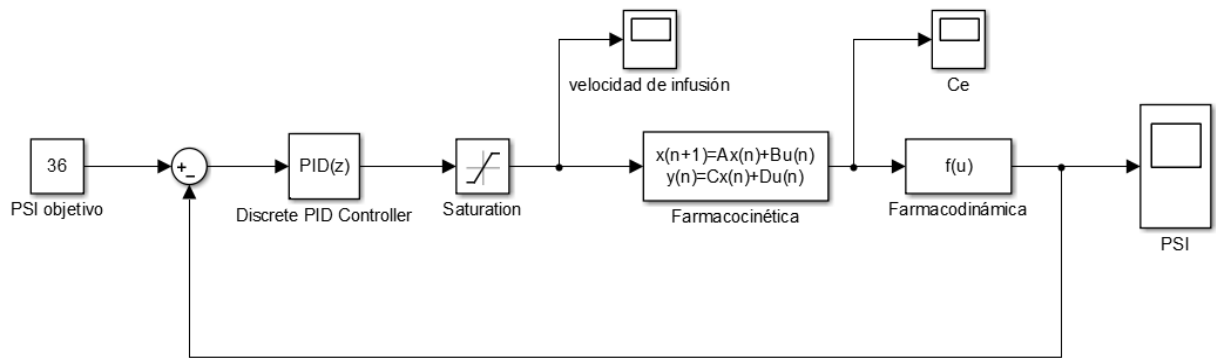 velocidad de infusión
Ce
36
PSI objetivo
+
−
PID(z)
Discrete PID Controller
Saturation
x(n+1)=Ax(n)+Bu(n)
y(n)=Cx(n)+Du(n)
Farmacocinética
f(u)
Farmacodinámica
PSI